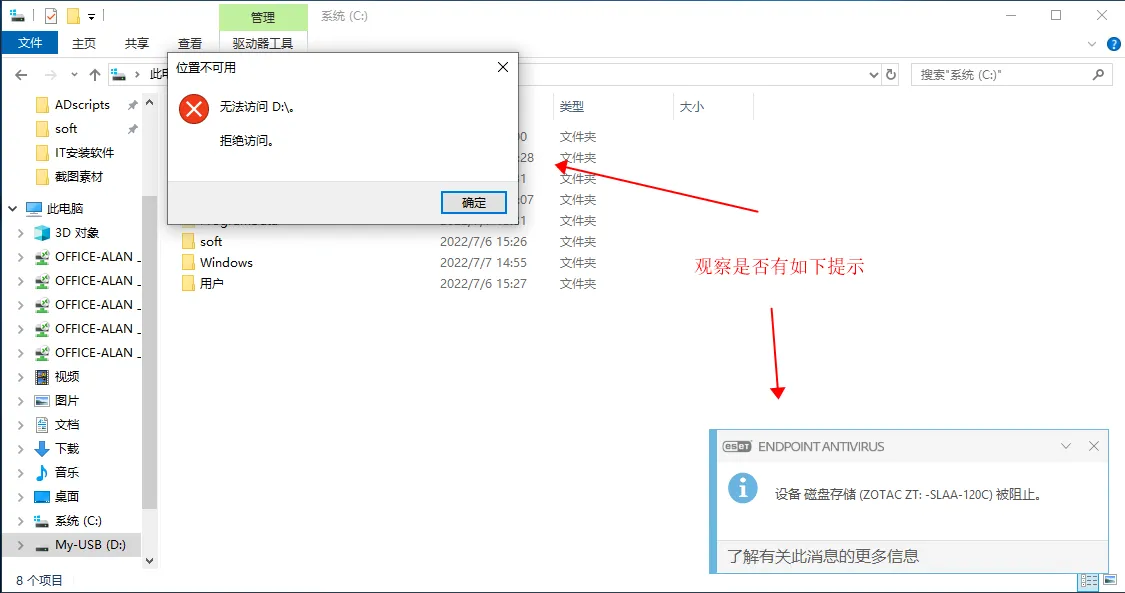 管理
系统 (C:)
文件
主页
共享
查看
驱动器工具
此电
搜索"系统 (C:)"
位置不可用
无法访问 D:\。
拒绝访问。
确定
类型
大小
ADscripts
soft
IT安装软件
截图素材
此电脑
3D 对象
OFFICE-ALAN _
OFFICE-ALAN _
OFFICE-ALAN _
OFFICE-ALAN _
OFFICE-ALAN _
视频
图片
文档
下载
音乐
桌面
系统 (C:)
My-USB (D:)
文件夹
:28 文件夹
文件夹
:07 文件夹
文件夹
soft 2022/7/6 15:26 文件夹
Windows 2022/7/7 14:55 文件夹
用户 2022/7/6 15:27 文件夹
观察是否有如下提示
eset ENDPOINT ANTIVIRUS
设备 磁盘存储 (ZOTAC ZT: -SLAA-120C) 被阻止。
了解有关此消息的更多信息
8 个项目